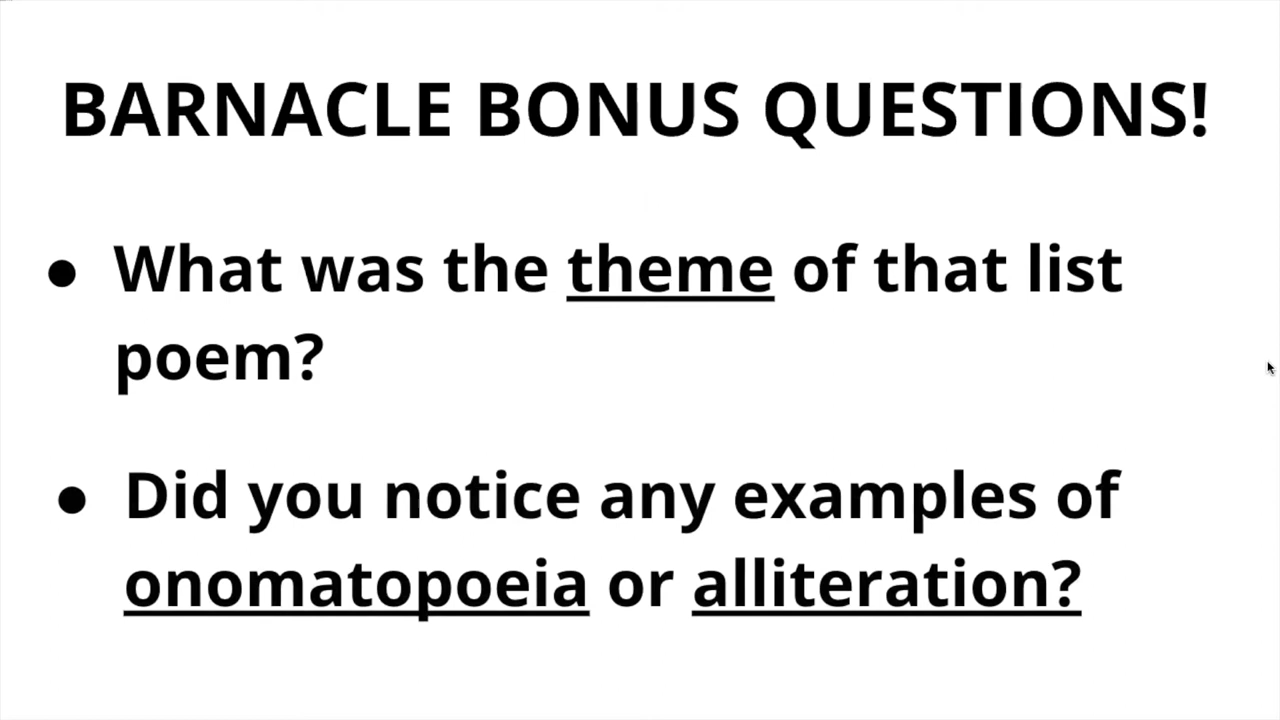 BARNACLE BONUS QUESTIONS!
● What was the theme of that list
poem?
● Did you notice any examples of
onomatopoeia or alliteration?